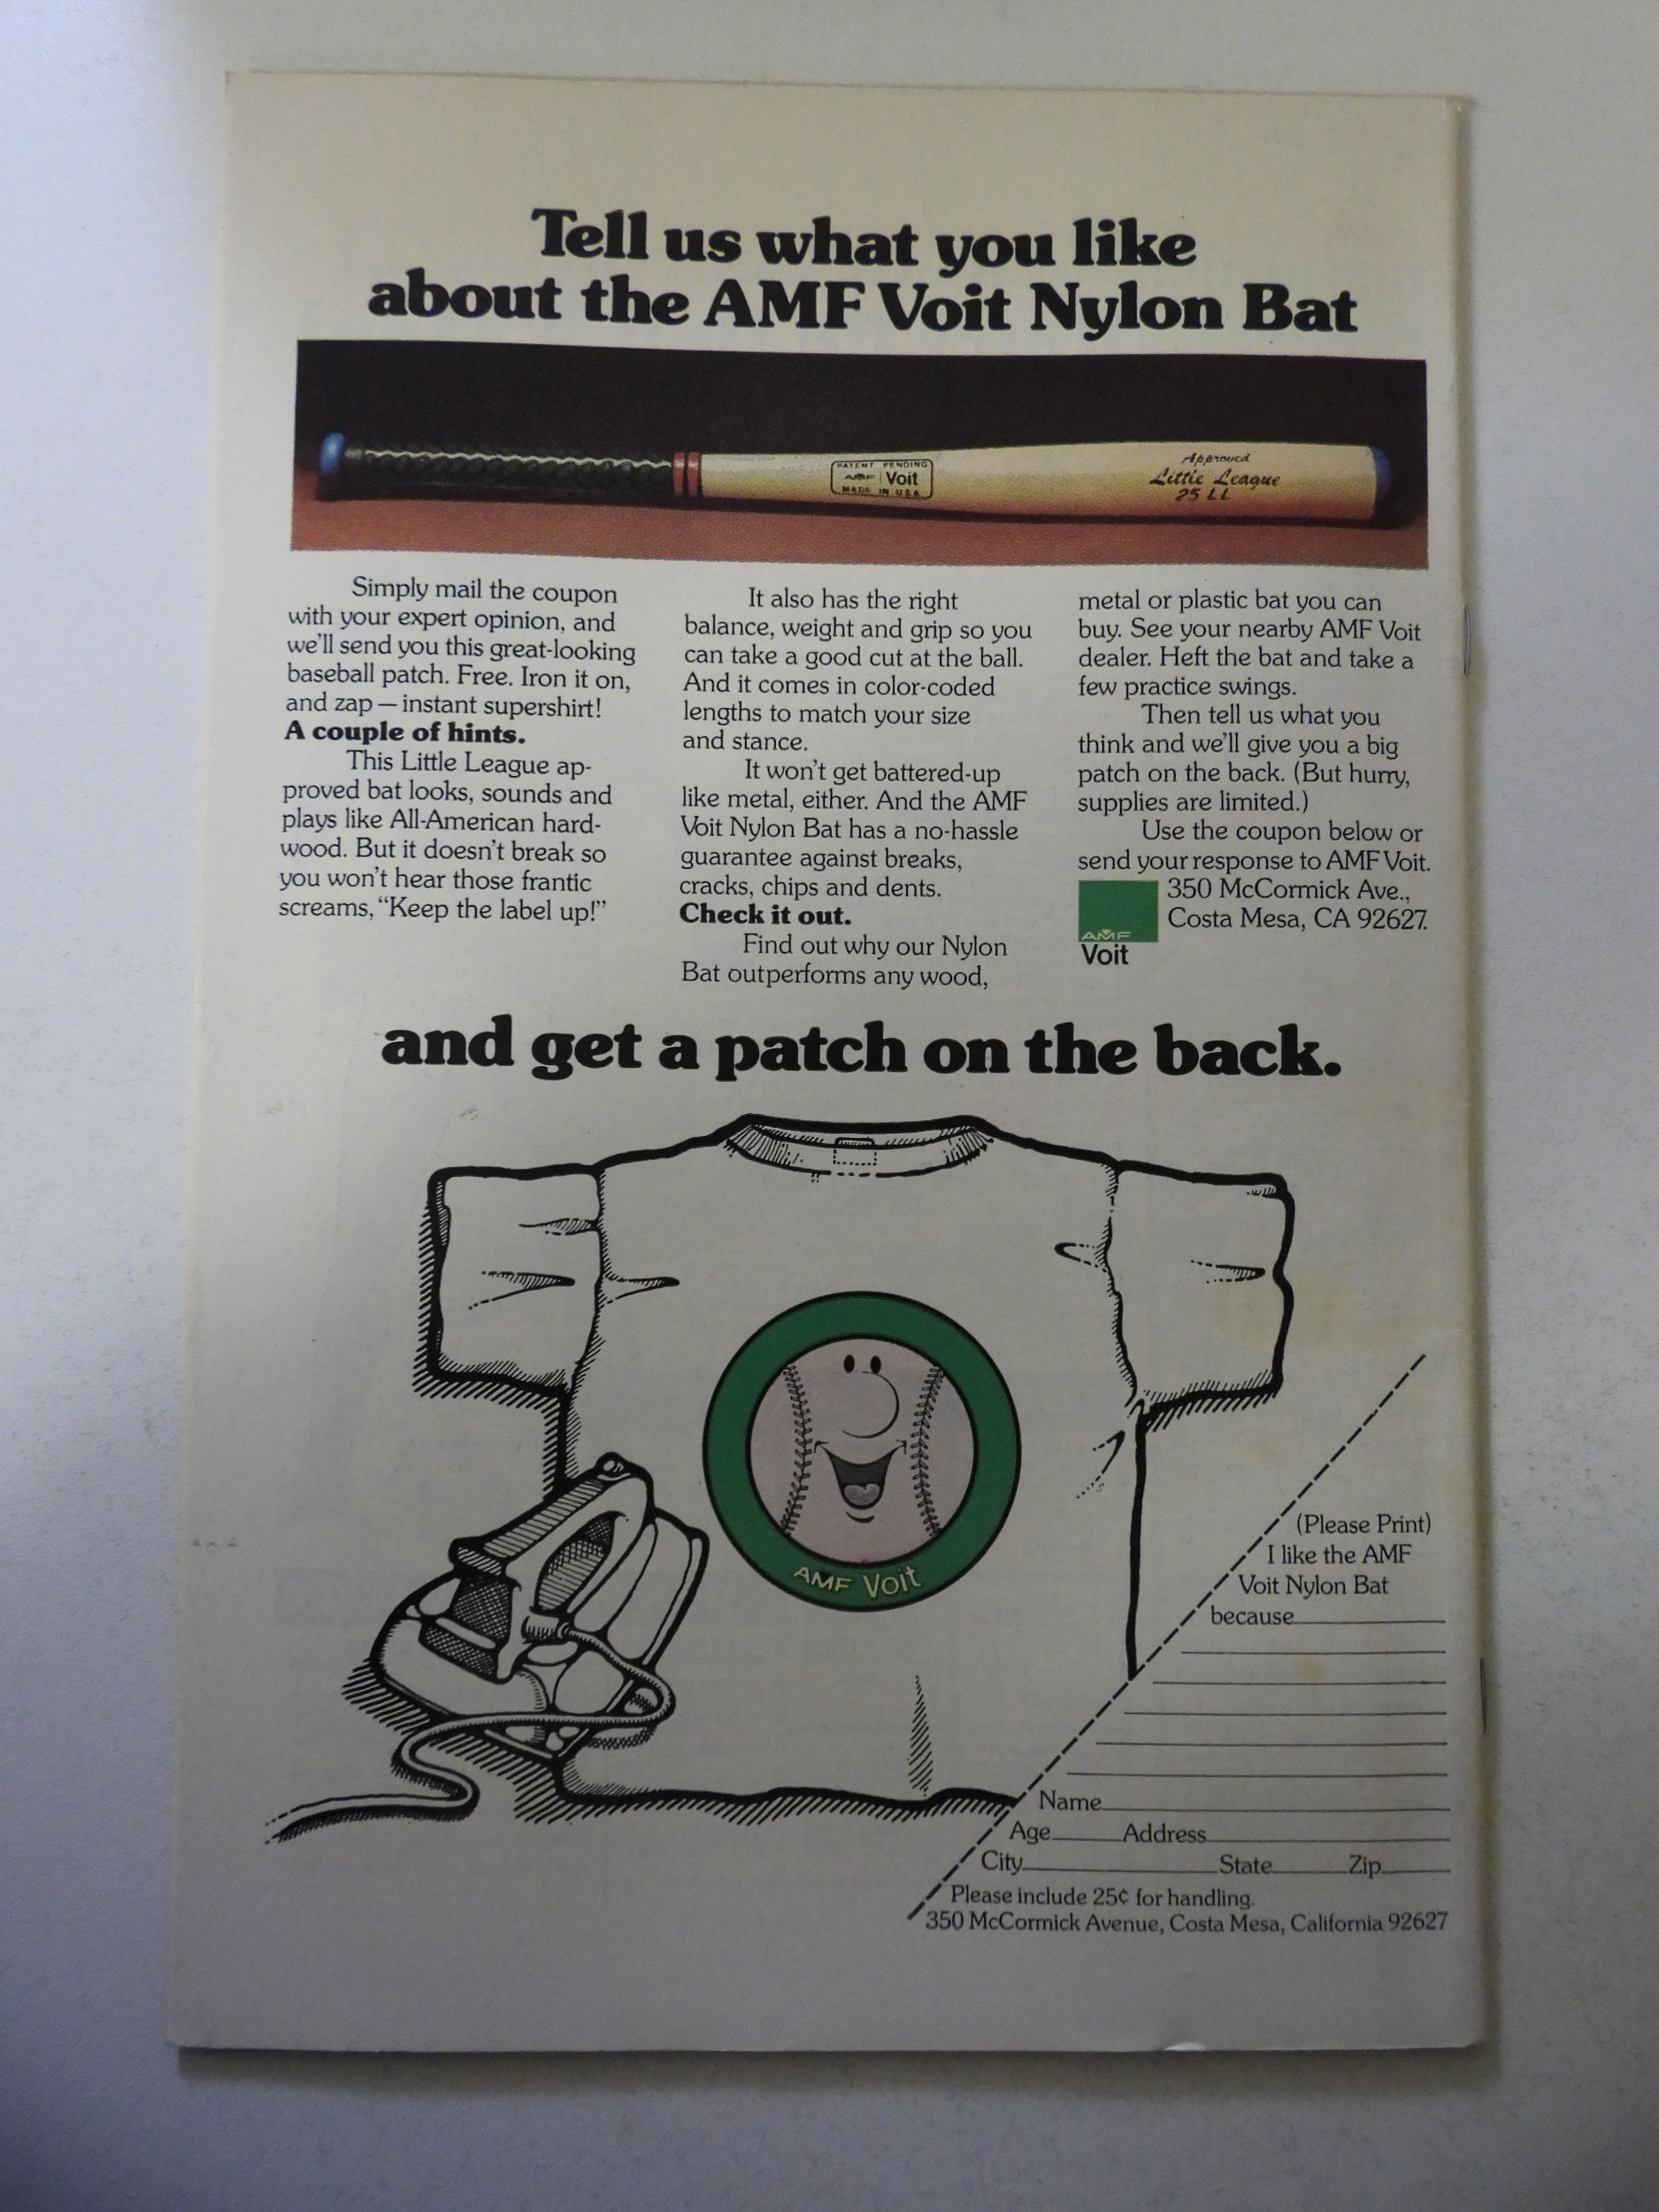 Tell us what you like
about the AMF Voit Nylon Bat
PATENT PENDING
AMF Voit
MADE IN U.S.A.
Approved
Little League
25 LL
Simply mail the coupon
with your expert opinion, and
we'll send you this great-looking
baseball patch. Free. Iron it on,
and zap — instant supershirt!
A couple of hints.
This Little League ap-
proved bat looks, sounds and
plays like All-American hard-
wood. But it doesn't break so
you won't hear those frantic
screams, "Keep the label up!"
It also has the right
balance, weight and grip so you
can take a good cut at the ball.
And it comes in color-coded
lengths to match your size
and stance.
It won't get battered-up
like metal, either. And the AMF
Voit Nylon Bat has a no-hassle
guarantee against breaks,
cracks, chips and dents.
Check it out.
Find out why our Nylon
Bat outperforms any wood,
metal or plastic bat you can
buy. See your nearby AMF Voit
dealer. Heft the bat and take a
few practice swings.
Then tell us what you
think and we'll give you a big
patch on the back. (But hurry,
supplies are limited.)
Use the coupon below or
send your response to AMF Voit.
350 McCormick Ave.,
Costa Mesa, CA 92627.
AMF
Voit
and get a patch on the back.
AMF Voit
(Please Print)
I like the AMF
Voit Nylon Bat
because
Name
Age Address
City State Zip
Please include 25¢ for handling.
350 McCormick Avenue, Costa Mesa, California 92627